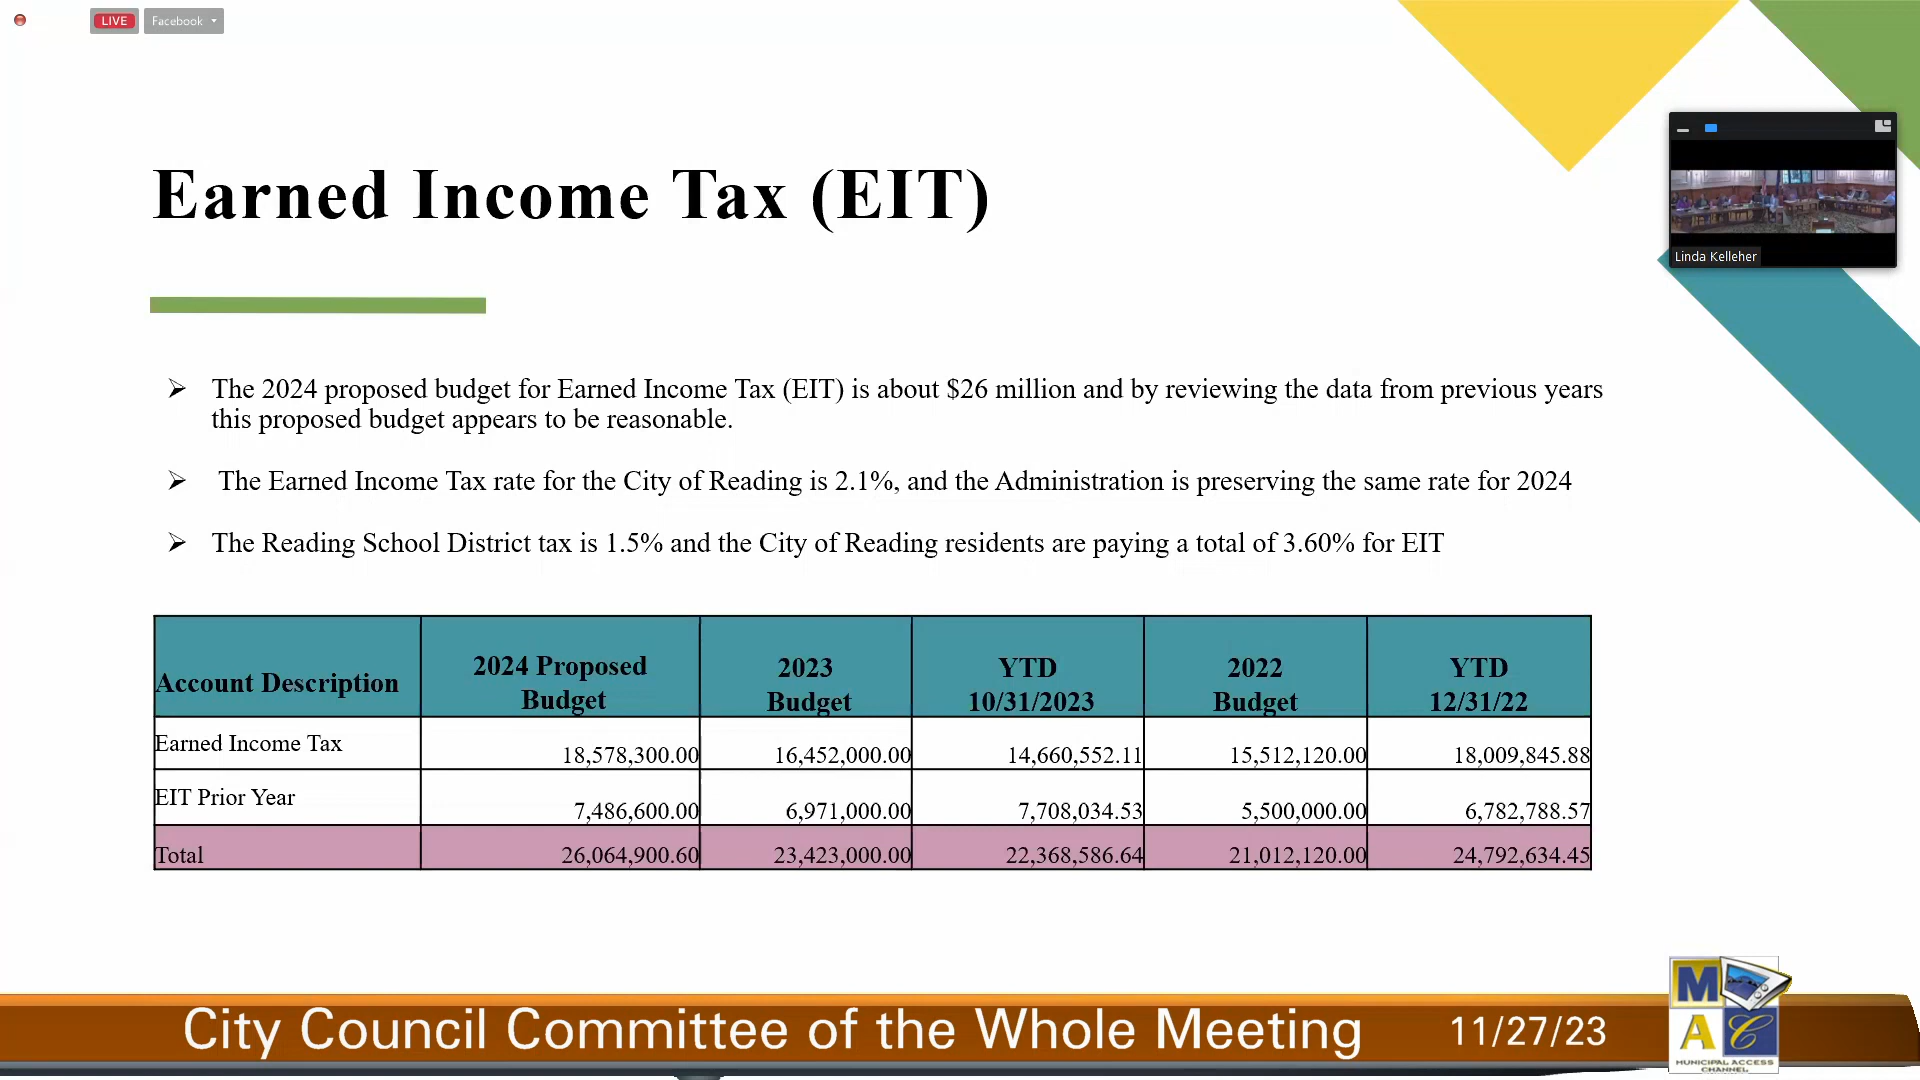 LIVE
Facebook
Earned Income Tax (EIT)
Linda Kelleher
The 2024 proposed budget for Earned Income Tax (EIT) is about $26 million and by reviewing the data from previous years
this proposed budget appears to be reasonable.
The Earned Income Tax rate for the City of Reading is 2.1%, and the Administration is preserving the same rate for 2024
The Reading School District tax is 1.5% and the City of Reading residents are paying a total of 3.60% for EIT
Account Description 2024 Proposed Budget 2023 Budget YTD 10/31/2023 2022 Budget YTD 12/31/22
Earned Income Tax 18,578,300.00 16,452,000.00 14,660,552.11 15,512,120.00 18,009,845.88
EIT Prior Year 7,486,600.00 6,971,000.00 7,708,034.53 5,500,000.00 6,782,788.57
Total 26,064,900.60 23,423,000.00 22,368,586.64 21,012,120.00 24,792,634.45
City Council Committee of the Whole Meeting 11/27/23
M
A C
MUNICIPAL ACCESS
CHANNEL